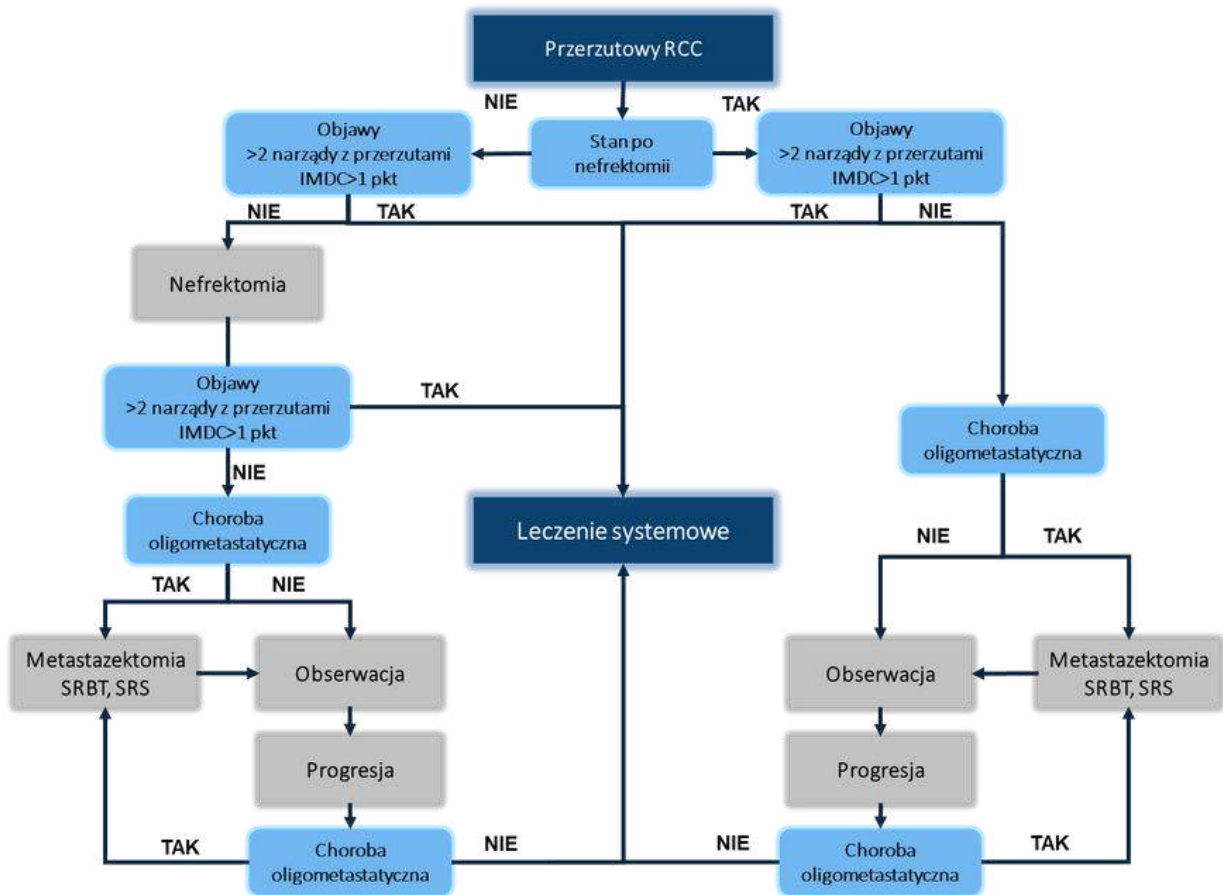 Przerzutowy RCC
NIE
TAK
Objawy
>2 narządy z przerzutami
IMDC>1 pkt
Stan po
nefrektomii
Objawy
>2 narządy z przerzutami
IMDC>1 pkt
NIE
TAK
TAK
NIE
Nefrektomia
Objawy
>2 narządy z przerzutami
IMDC>1 pkt
TAK
Choroba
oligometastatyczna
NIE
Choroba
oligometastatyczna
Leczenie systemowe
NIE
TAK
TAK
NIE
Metastazektomia
SRBT, SRS
Obserwacja
Obserwacja
Metastazektomia
SRBT, SRS
Progresja
Progresja
TAK
Choroba
oligometastatyczna
NIE
NIE
Choroba
oligometastatyczna
TAK